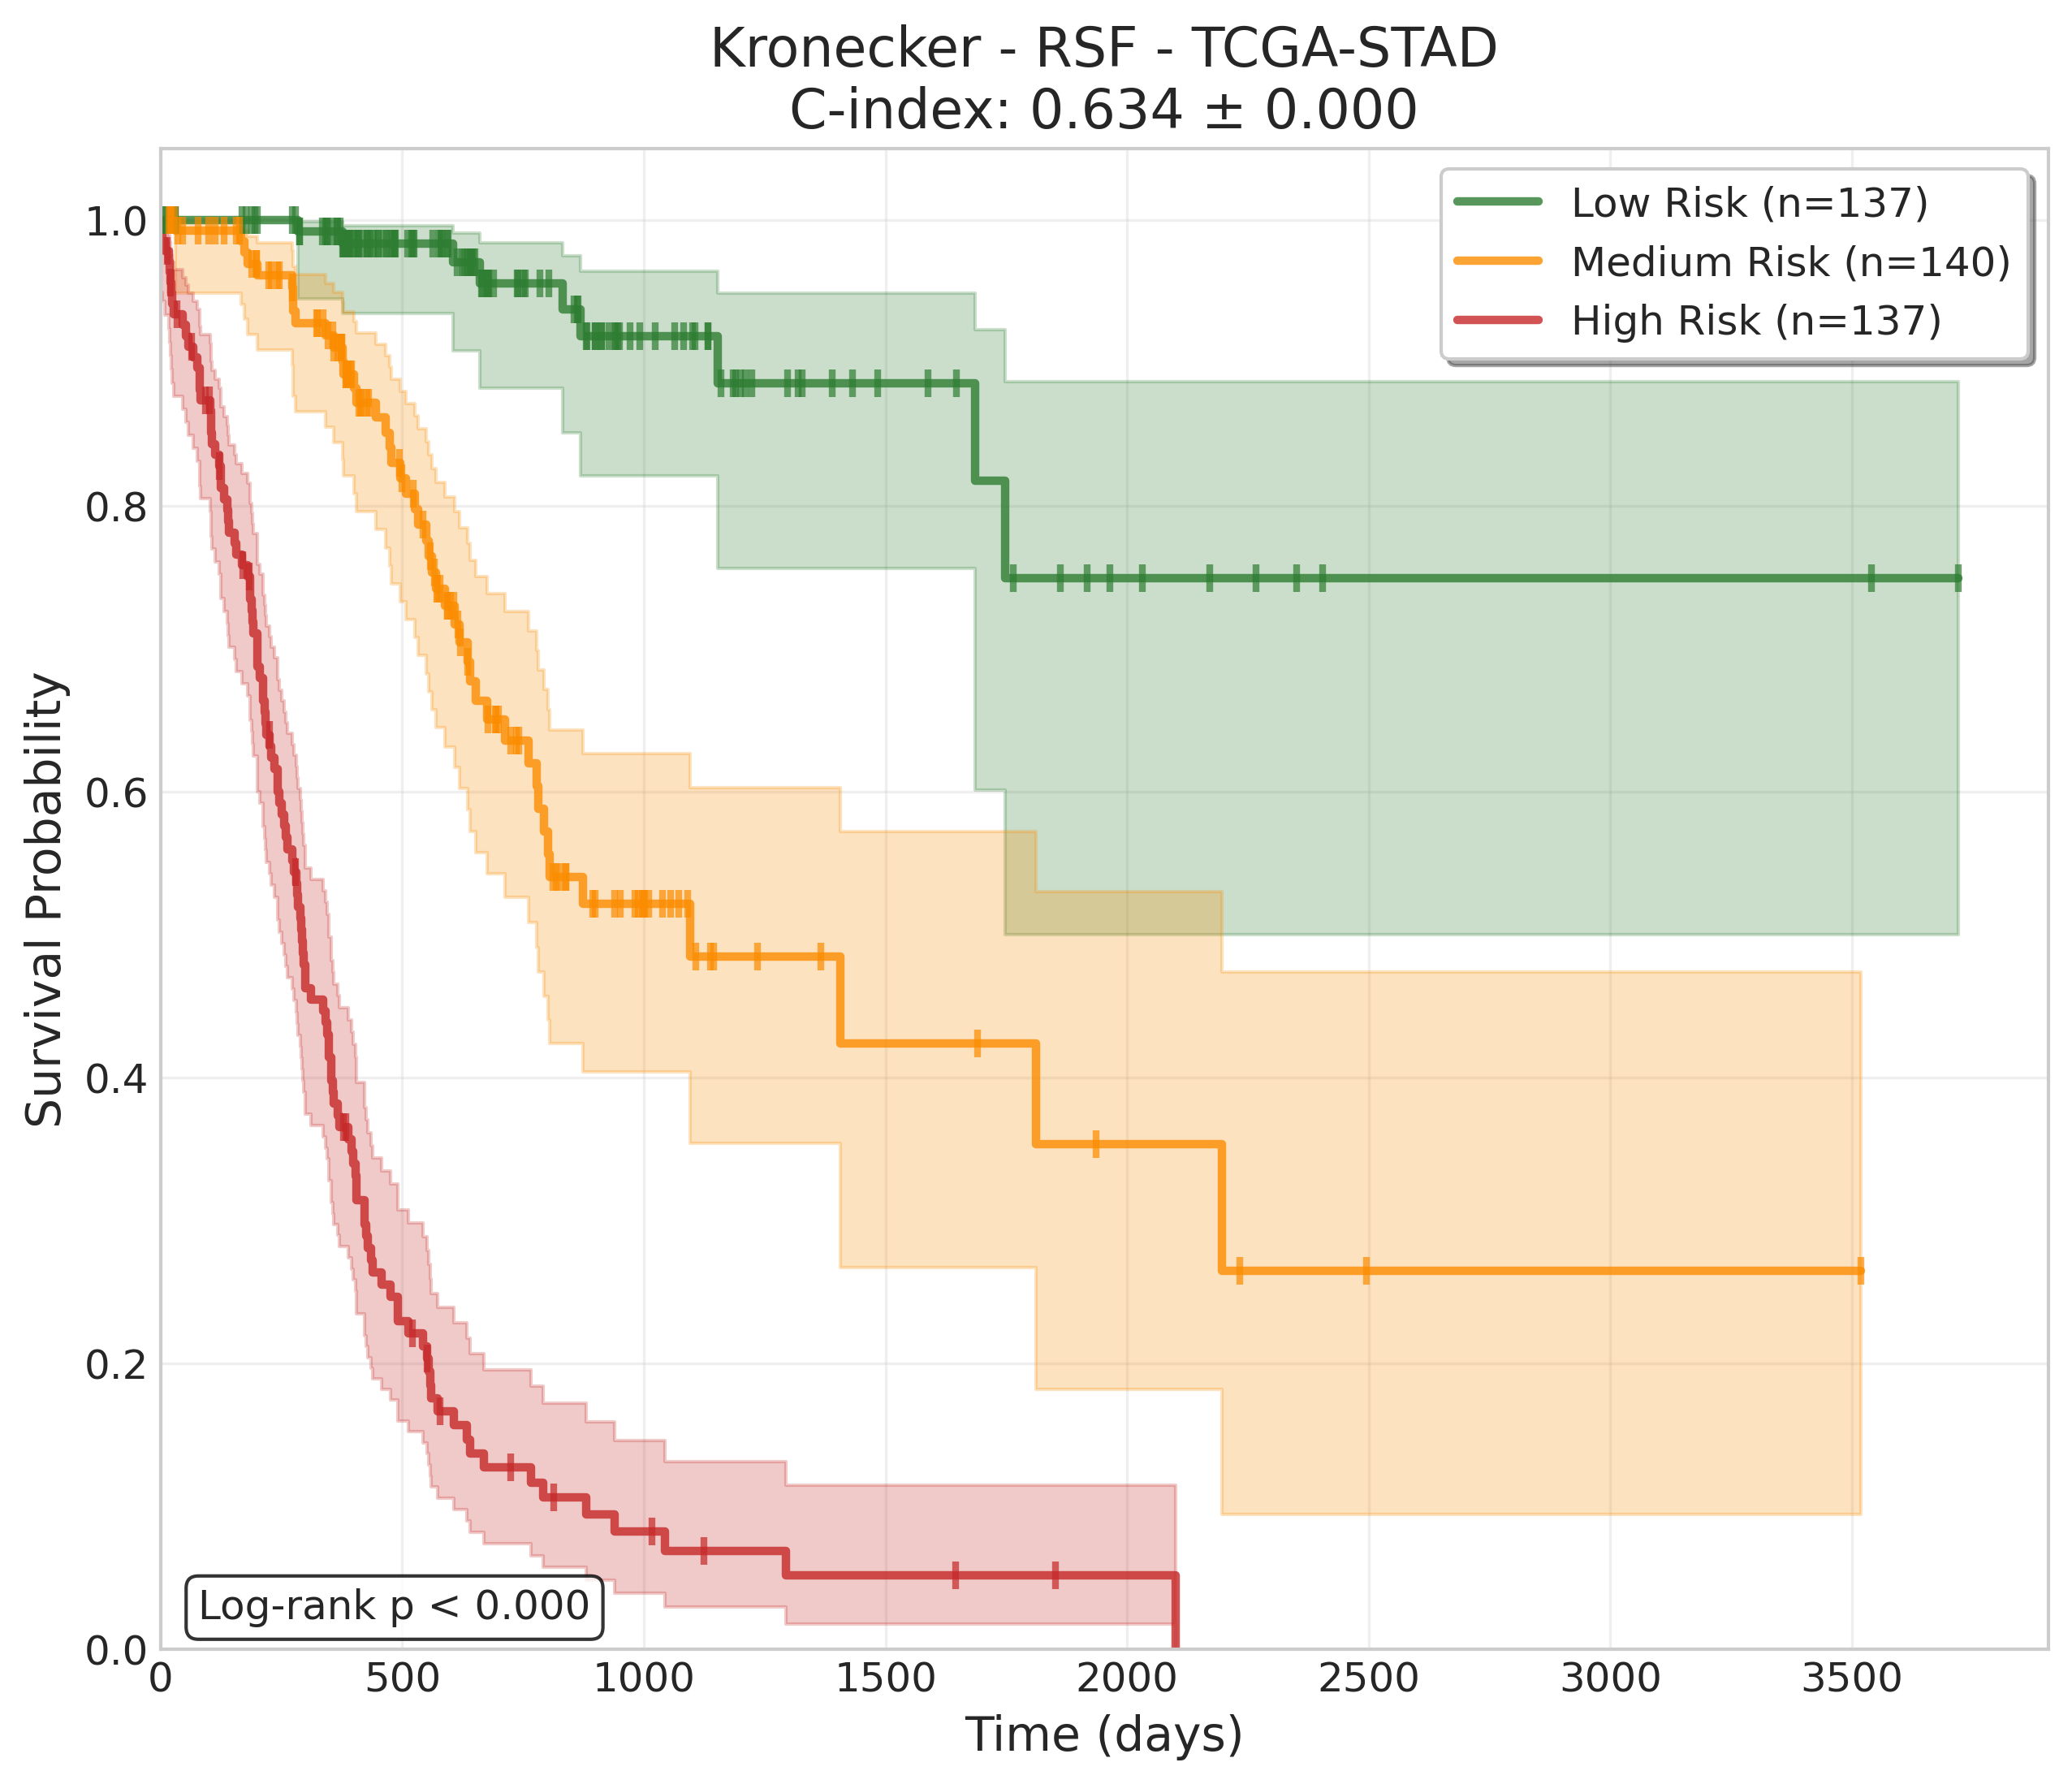 Kronecker - RSF - TCGA-STAD
C-index: 0.634 ± 0.000
Low Risk (n=137)
Medium Risk (n=140)
High Risk (n=137)
Survival Probability
1.0
0.8
0.6
0.4
0.2
0.0
Log-rank p < 0.000
0 500 1000 1500 2000 2500 3000 3500
Time (days)